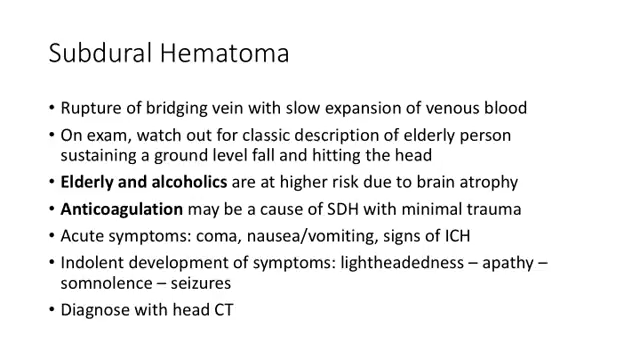 Subdural Hematoma
• Rupture of bridging vein with slow expansion of venous blood
• On exam, watch out for classic description of elderly person
sustaining a ground level fall and hitting the head
• Elderly and alcoholics are at higher risk due to brain atrophy
• Anticoagulation may be a cause of SDH with minimal trauma
• Acute symptoms: coma, nausea/vomiting, signs of ICH
• Indolent development of symptoms: lightheadedness – apathy –
somnolence – seizures
• Diagnose with head CT